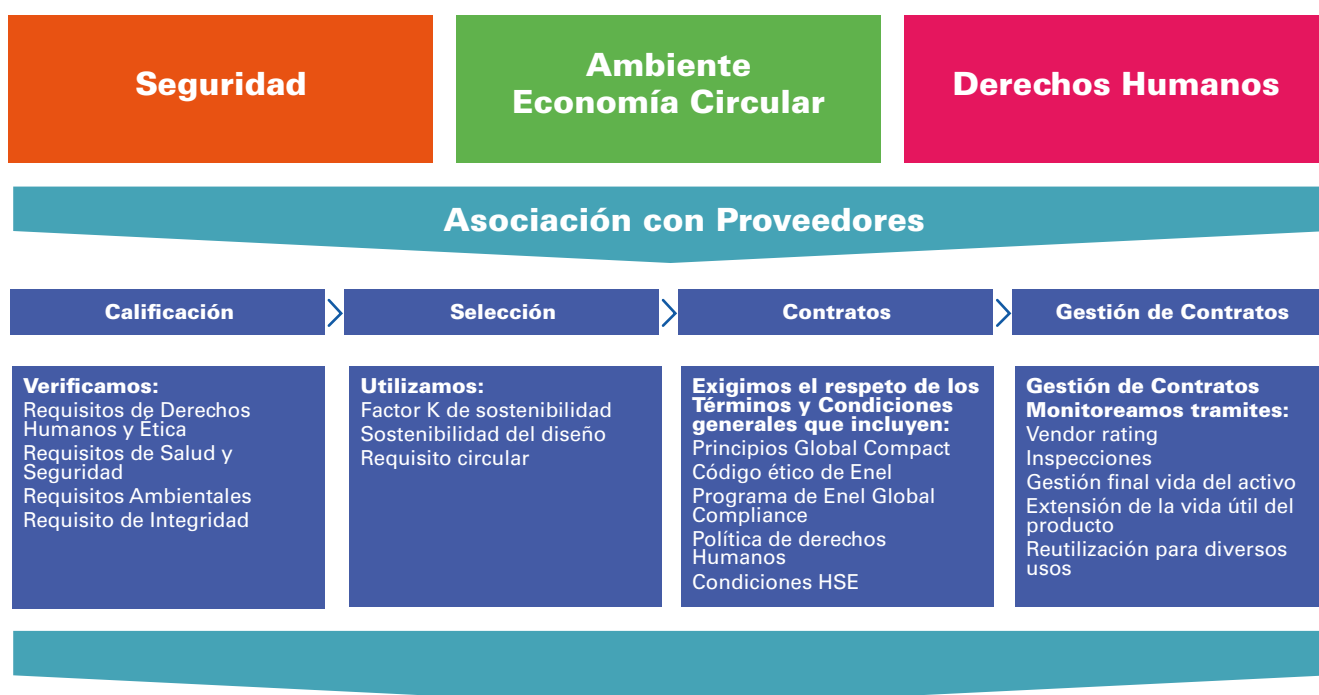 Seguridad
Ambiente
Economía Circular
Derechos Humanos
Asociación con Proveedores
Calificación
Selección
Contratos
Gestión de Contratos
Verificamos:
Requisitos de Derechos
Humanos y Ética
Requisitos de Salud y
Seguridad
Requisitos Ambientales
Requisito de Integridad
Utilizamos:
Factor K de sostenibilidad
Sostenibilidad del diseño
Requisito circular
Exigimos el respeto de los
Términos y Condiciones
generales que incluyen:
Principios Global Compact
Código ético de Enel
Programa de Enel Global
Compliance
Política de derechos
Humanos
Condiciones HSE
Gestión de Contratos
Monitoreamos tramites:
Vendor rating
Inspecciones
Gestión final vida del activo
Extensión de la vida útil del
producto
Reutilización para diversos
usos